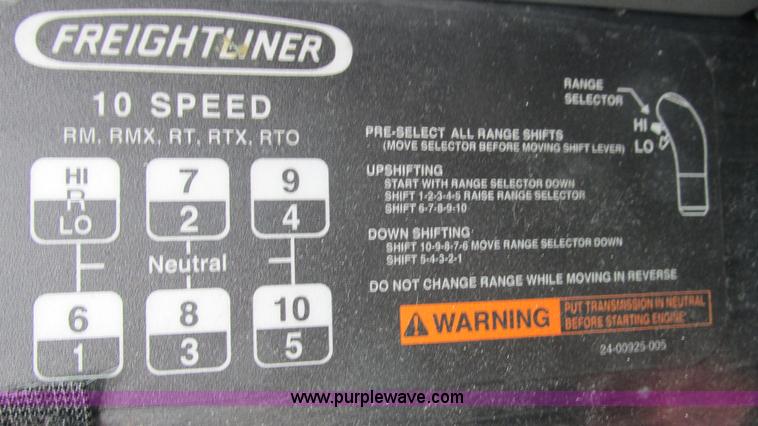 FREIGHTLINER
10 SPEED
RM, RMX, RT, RTX, RTO
HI
R
LO
7
2
9
4
Neutral
6
1
8
3
10
5
RANGE
SELECTOR
HI
LO
PRE-SELECT ALL RANGE SHIFTS
(MOVE SELECTOR BEFORE MOVING SHIFT LEVER)
UPSHIFTING
START WITH RANGE SELECTOR DOWN
SHIFT 1-2-3-4-5 RAISE RANGE SELECTOR
SHIFT 6-7-8-9-10
DOWN SHIFTING
SHIFT 10-9-8-7-6 MOVE RANGE SELECTOR DOWN
SHIFT 5-4-3-2-1
DO NOT CHANGE RANGE WHILE MOVING IN REVERSE
WARNING
PUT TRANSMISSION IN NEUTRAL
BEFORE STARTING ENGINE
24-00925-005
www.purplewave.com